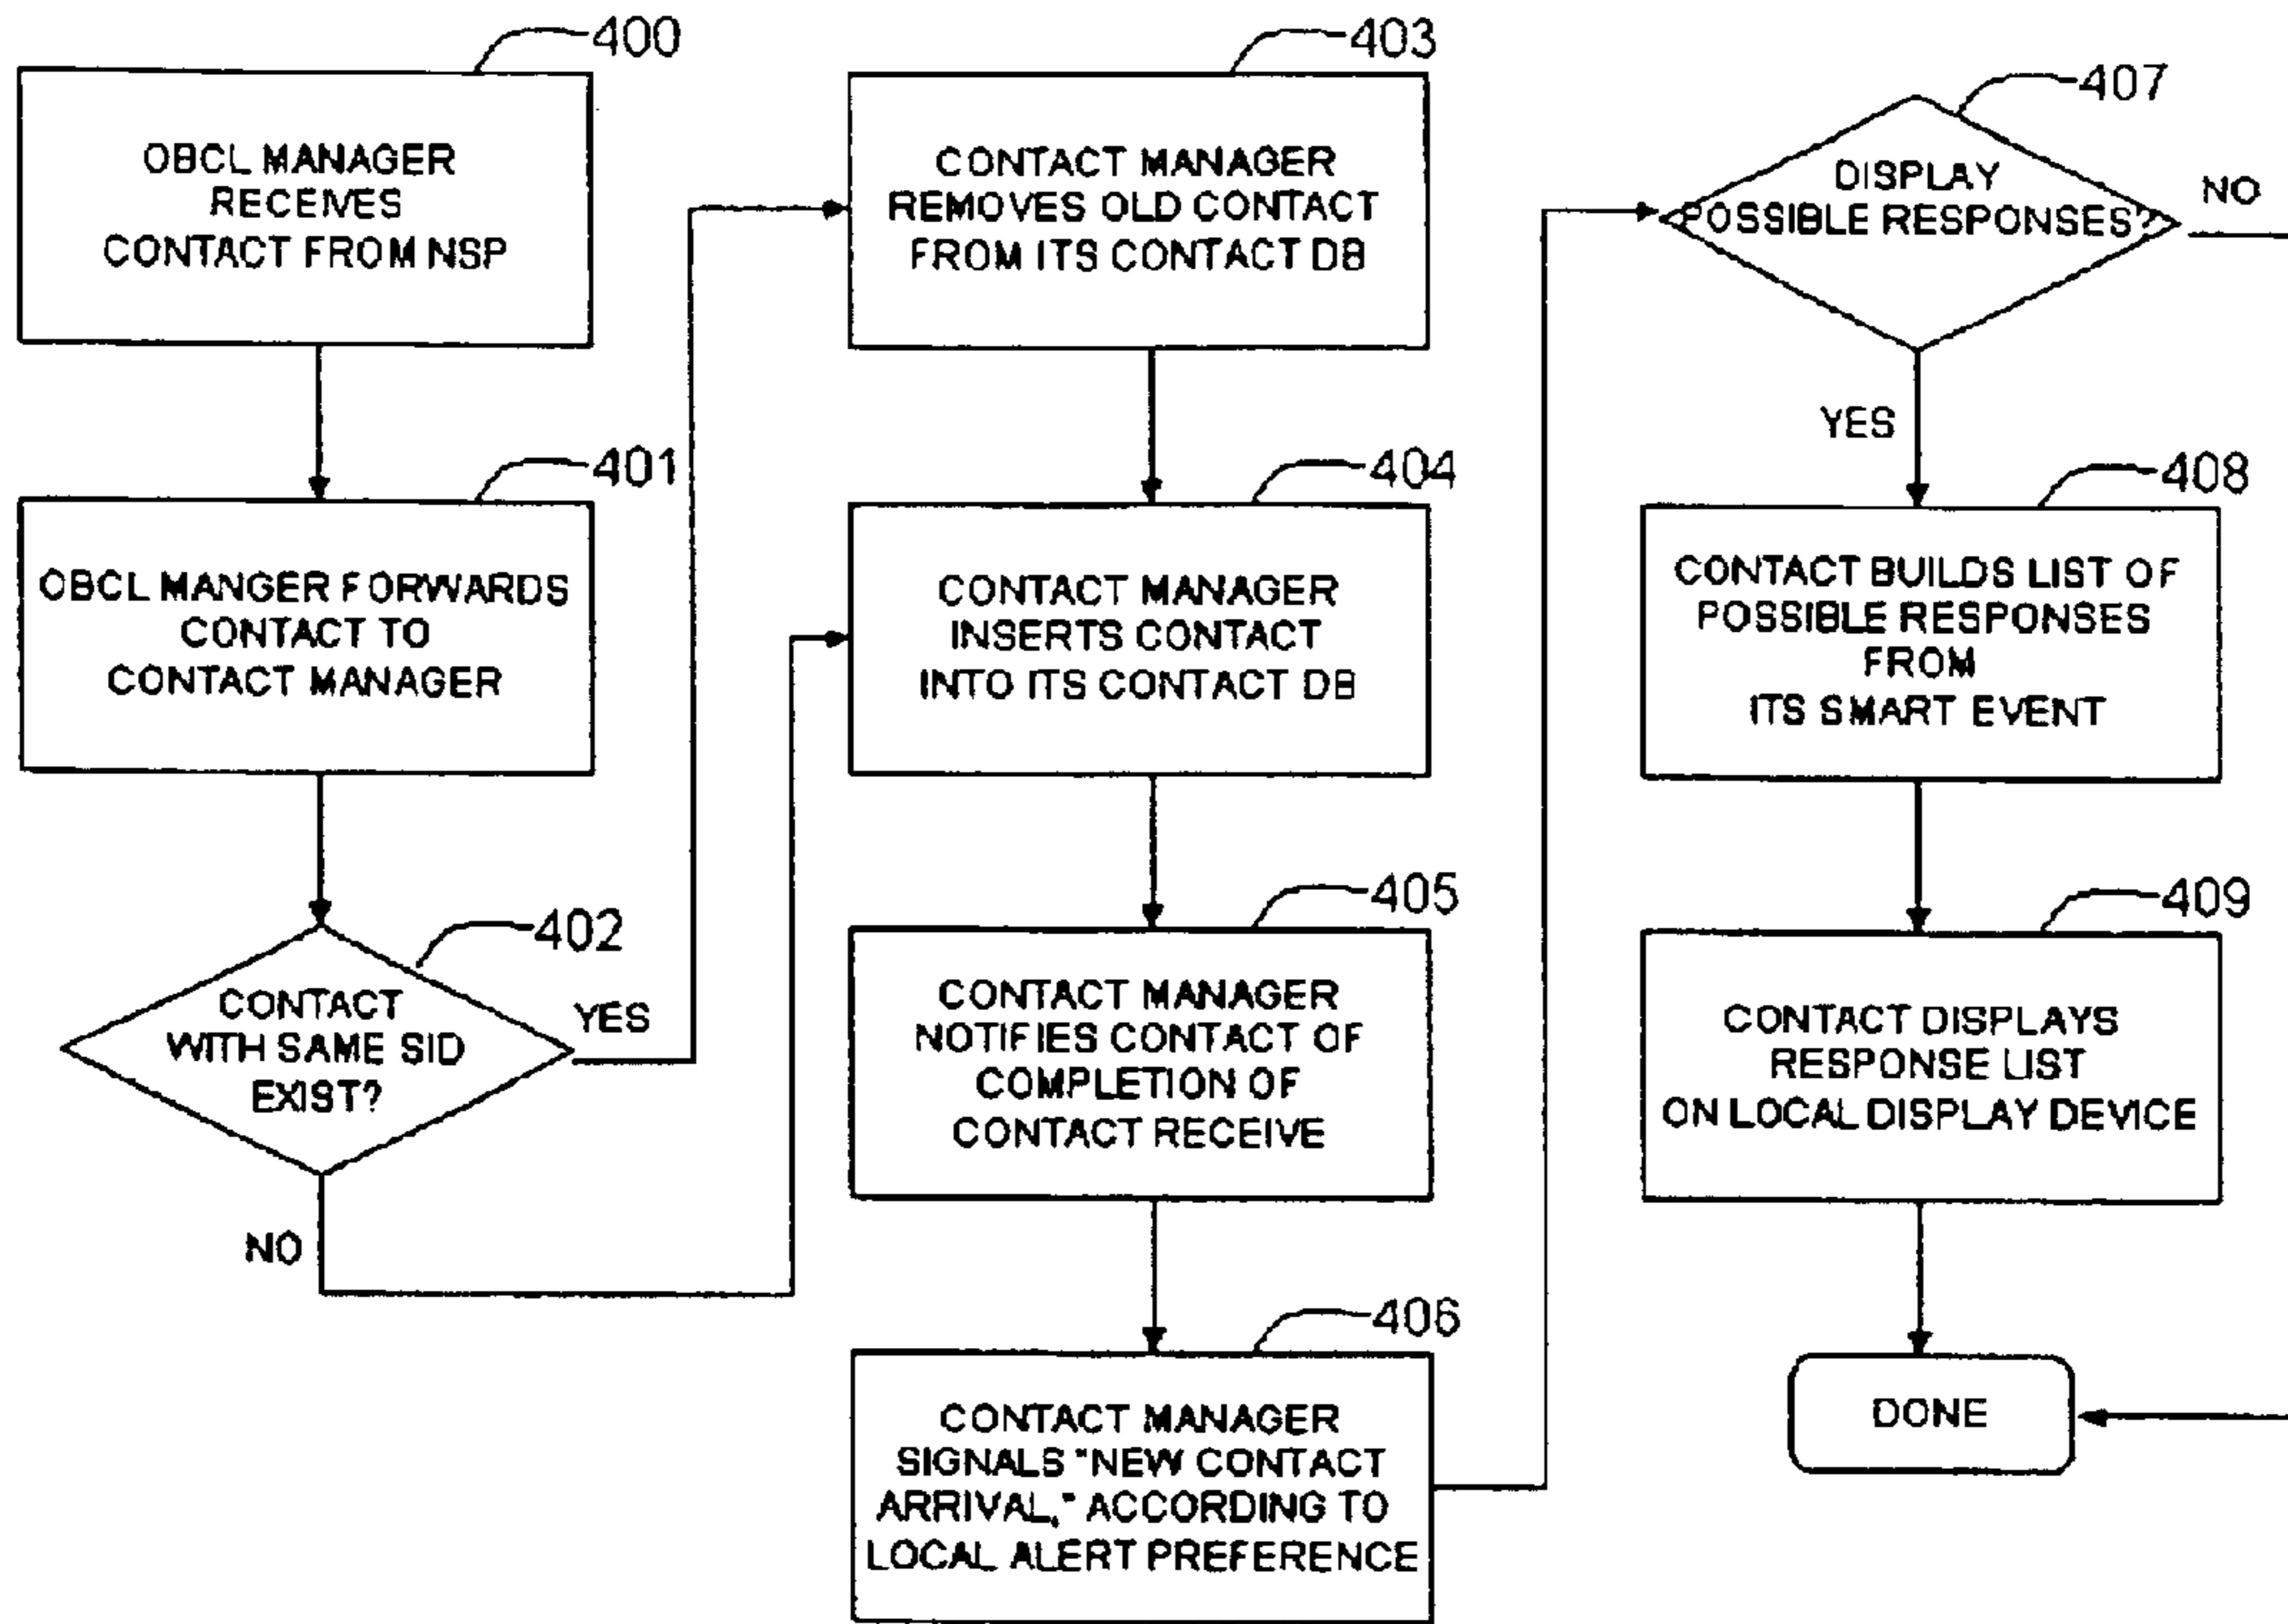 400
OBCL MANAGER
RECEIVES
CONTACT FROM NSP
401
OBCL MANGER FORWARDS
CONTACT TO
CONTACT MANAGER
402
CONTACT
WITH SAME SID
EXIST?
YES
NO
403
CONTACT MANAGER
REMOVES OLD CONTACT
FROM ITS CONTACT DB
404
CONTACT MANAGER
INSERTS CONTACT
INTO ITS CONTACT DB
405
CONTACT MANAGER
NOTIFIES CONTACT OF
COMPLETION OF
CONTACT RECEIVE
406
CONTACT MANAGER
SIGNALS "NEW CONTACT
ARRIVAL," ACCORDING TO
LOCAL ALERT PREFERENCE
407
DISPLAY
POSSIBLE RESPONSES?
NO
YES
408
CONTACT BUILDS LIST OF
POSSIBLE RESPONSES
FROM
ITS SMART EVENT
409
CONTACT DISPLAYS
RESPONSE LIST
ON LOCAL DISPLAY DEVICE
DONE